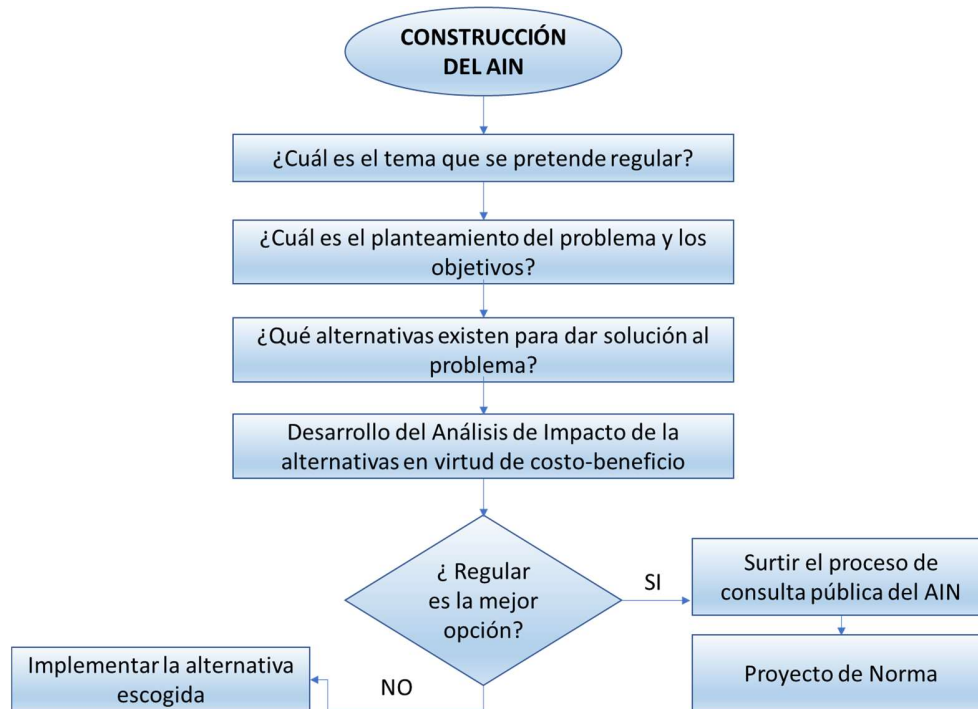 CONSTRUCCIÓN
DEL AIN
¿Cuál es el tema que se pretende regular?
¿Cuál es el planteamiento del problema y los
objetivos?
¿Qué alternativas existen para dar solución al
problema?
Desarrollo del Análisis de Impacto de la
alternativas en virtud de costo-beneficio
¿ Regular
es la mejor
opción?
SI
Surtir el proceso de
consulta pública del AIN
Proyecto de Norma
NO
Implementar la alternativa
escogida